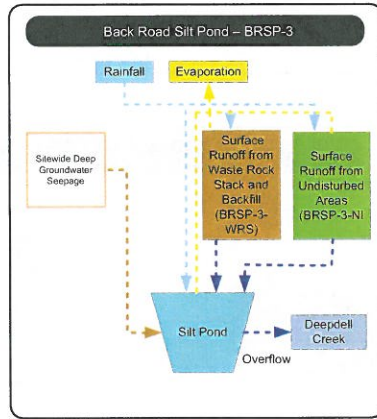 Back Road Silt Pond – BRSP-3
Rainfall
Evaporation
Sitewide Deep
Groundwater
Seepage
Surface
Runoff from
Waste Rock
Stack and
Backfill
(BRSP-3-
WRS)
Surface
Runoff from
Undisturbed
Areas
(BRSP-3-NI
Silt Pond
Deepdell
Creek
Overflow